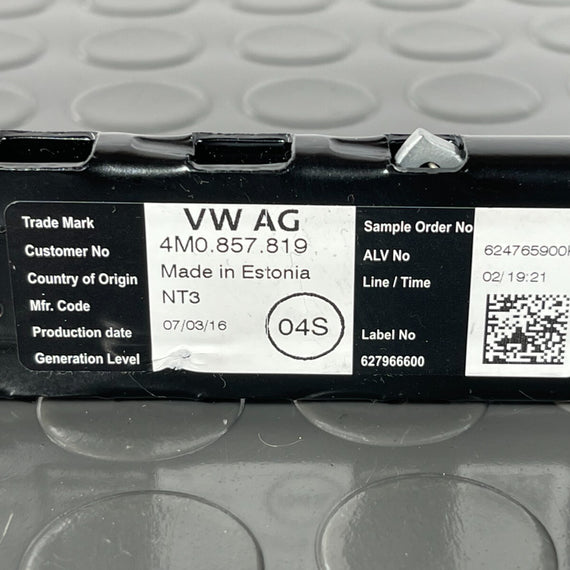 Trade Mark VW AG Sample Order No
Customer No 4M0.857.819 ALV No 624765900
Country of Origin Made in Estonia Line / Time 02/19:21
Mfr. Code NT3
Production date 07/03/16 04S Label No
Generation Level 627966600